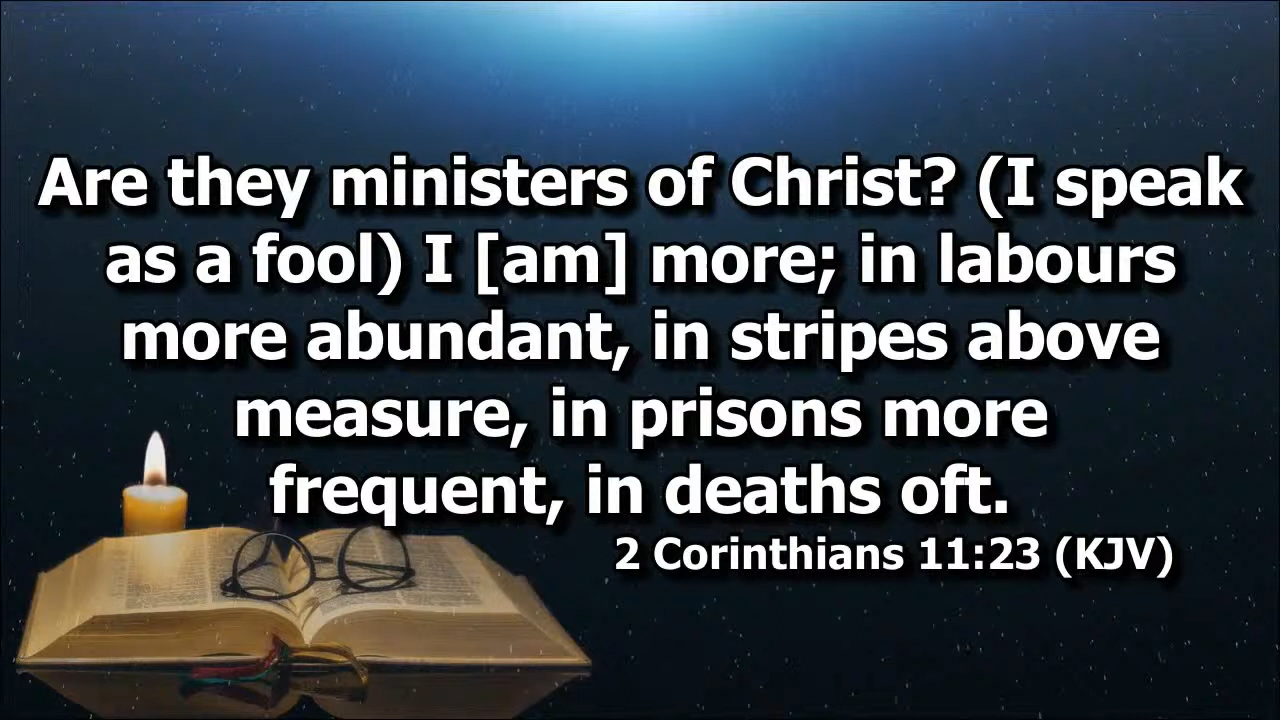 Are they ministers of Christ? (I speak
as a fool) I [am] more; in labours
more abundant, in stripes above
measure, in prisons more
frequent, in deaths oft.
2 Corinthians 11:23 (KJV)